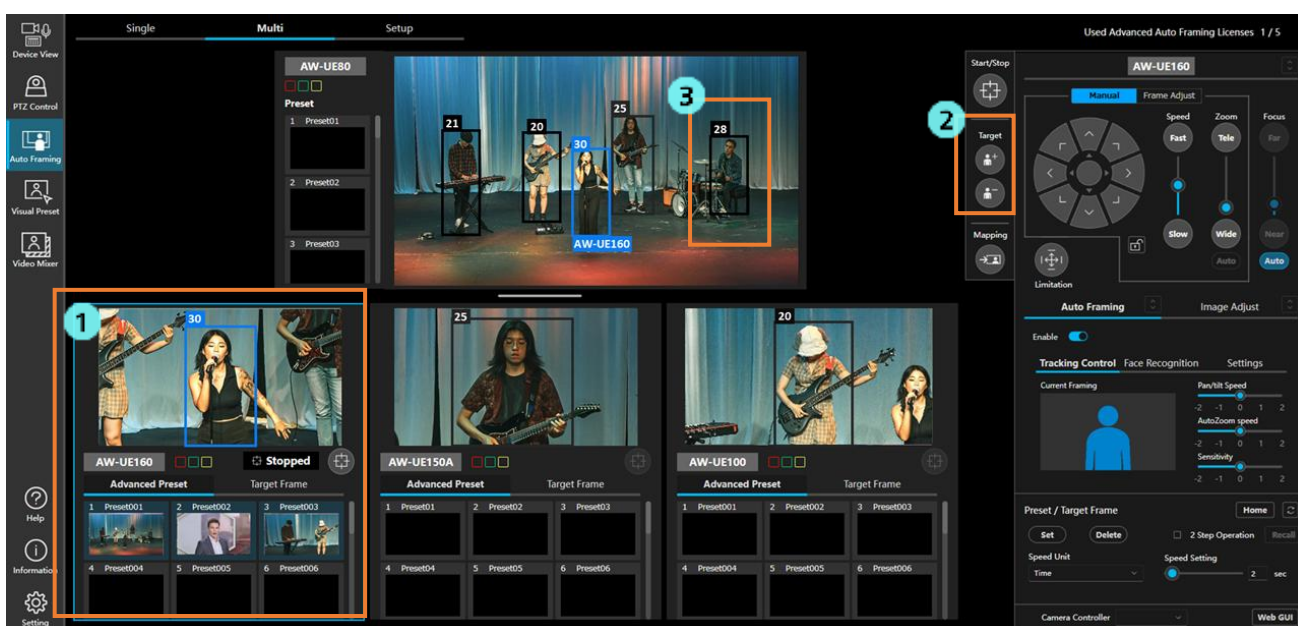 Single Multi Setup Used Advanced Auto Framing Licenses 1 / 5
Device View
PTZ Control
Auto Framing
Visual Preset
Video Mixer
Help
Information
Setting
AW-UE80
Preset
1 Preset01
2 Preset02
3 Preset03
21
20
30
25
28
AW-UE160
3
2
Start/Stop
Target
Mapping
1
30
AW-UE160 Stopped
Advanced Preset Target Frame
1 Preset001 2 Preset002 3 Preset003
4 Preset004 5 Preset005 6 Preset006
25
AW-UE150A
Advanced Preset Target Frame
1 Preset01 2 Preset02 3 Preset03
4 Preset04 5 Preset05 6 Preset06
20
AW-UE100
Advanced Preset Target Frame
1 Preset001 2 Preset002 3 Preset003
4 Preset004 5 Preset005 6 Preset006
AW-UE160
Manual Frame Adjust
Speed Zoom Focus
Fast Tele Far
Slow Wide Near
Auto Auto
Limitation
Auto Framing Image Adjust
Enable
Tracking Control Face Recognition Settings
Current Framing
Pan/tilt Speed
-2 -1 0 1 2
AutoZoom speed
-2 -1 0 1 2
Sensitivity
-2 -1 0 1 2
Preset / Target Frame Home
Set Delete 2 Step Operation Recall
Speed Unit Speed Setting
Time 2 sec
Camera Controller Web GUI